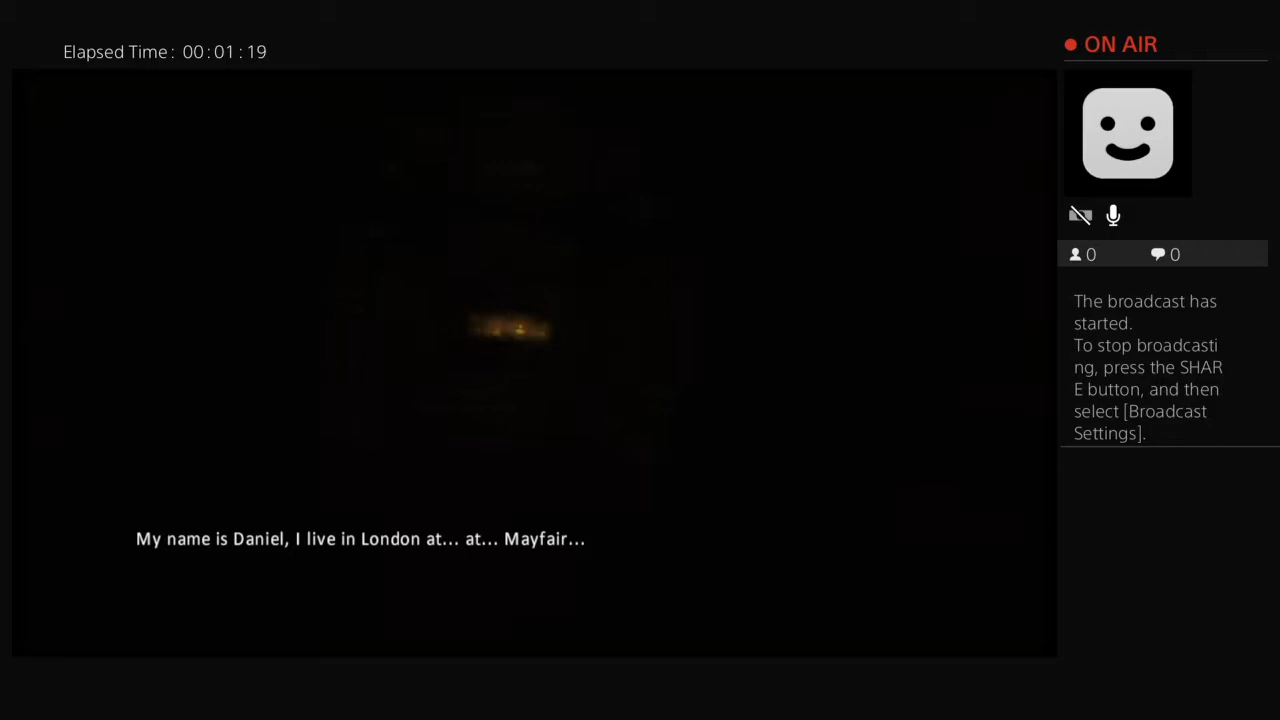 Elapsed Time: 00:01:19
ON AIR
0
0
The broadcast has
started.
To stop broadcasti
ng, press the SHAR
E button, and then
select [Broadcast
Settings].
My name is Daniel, I live in London at... at... Mayfair...